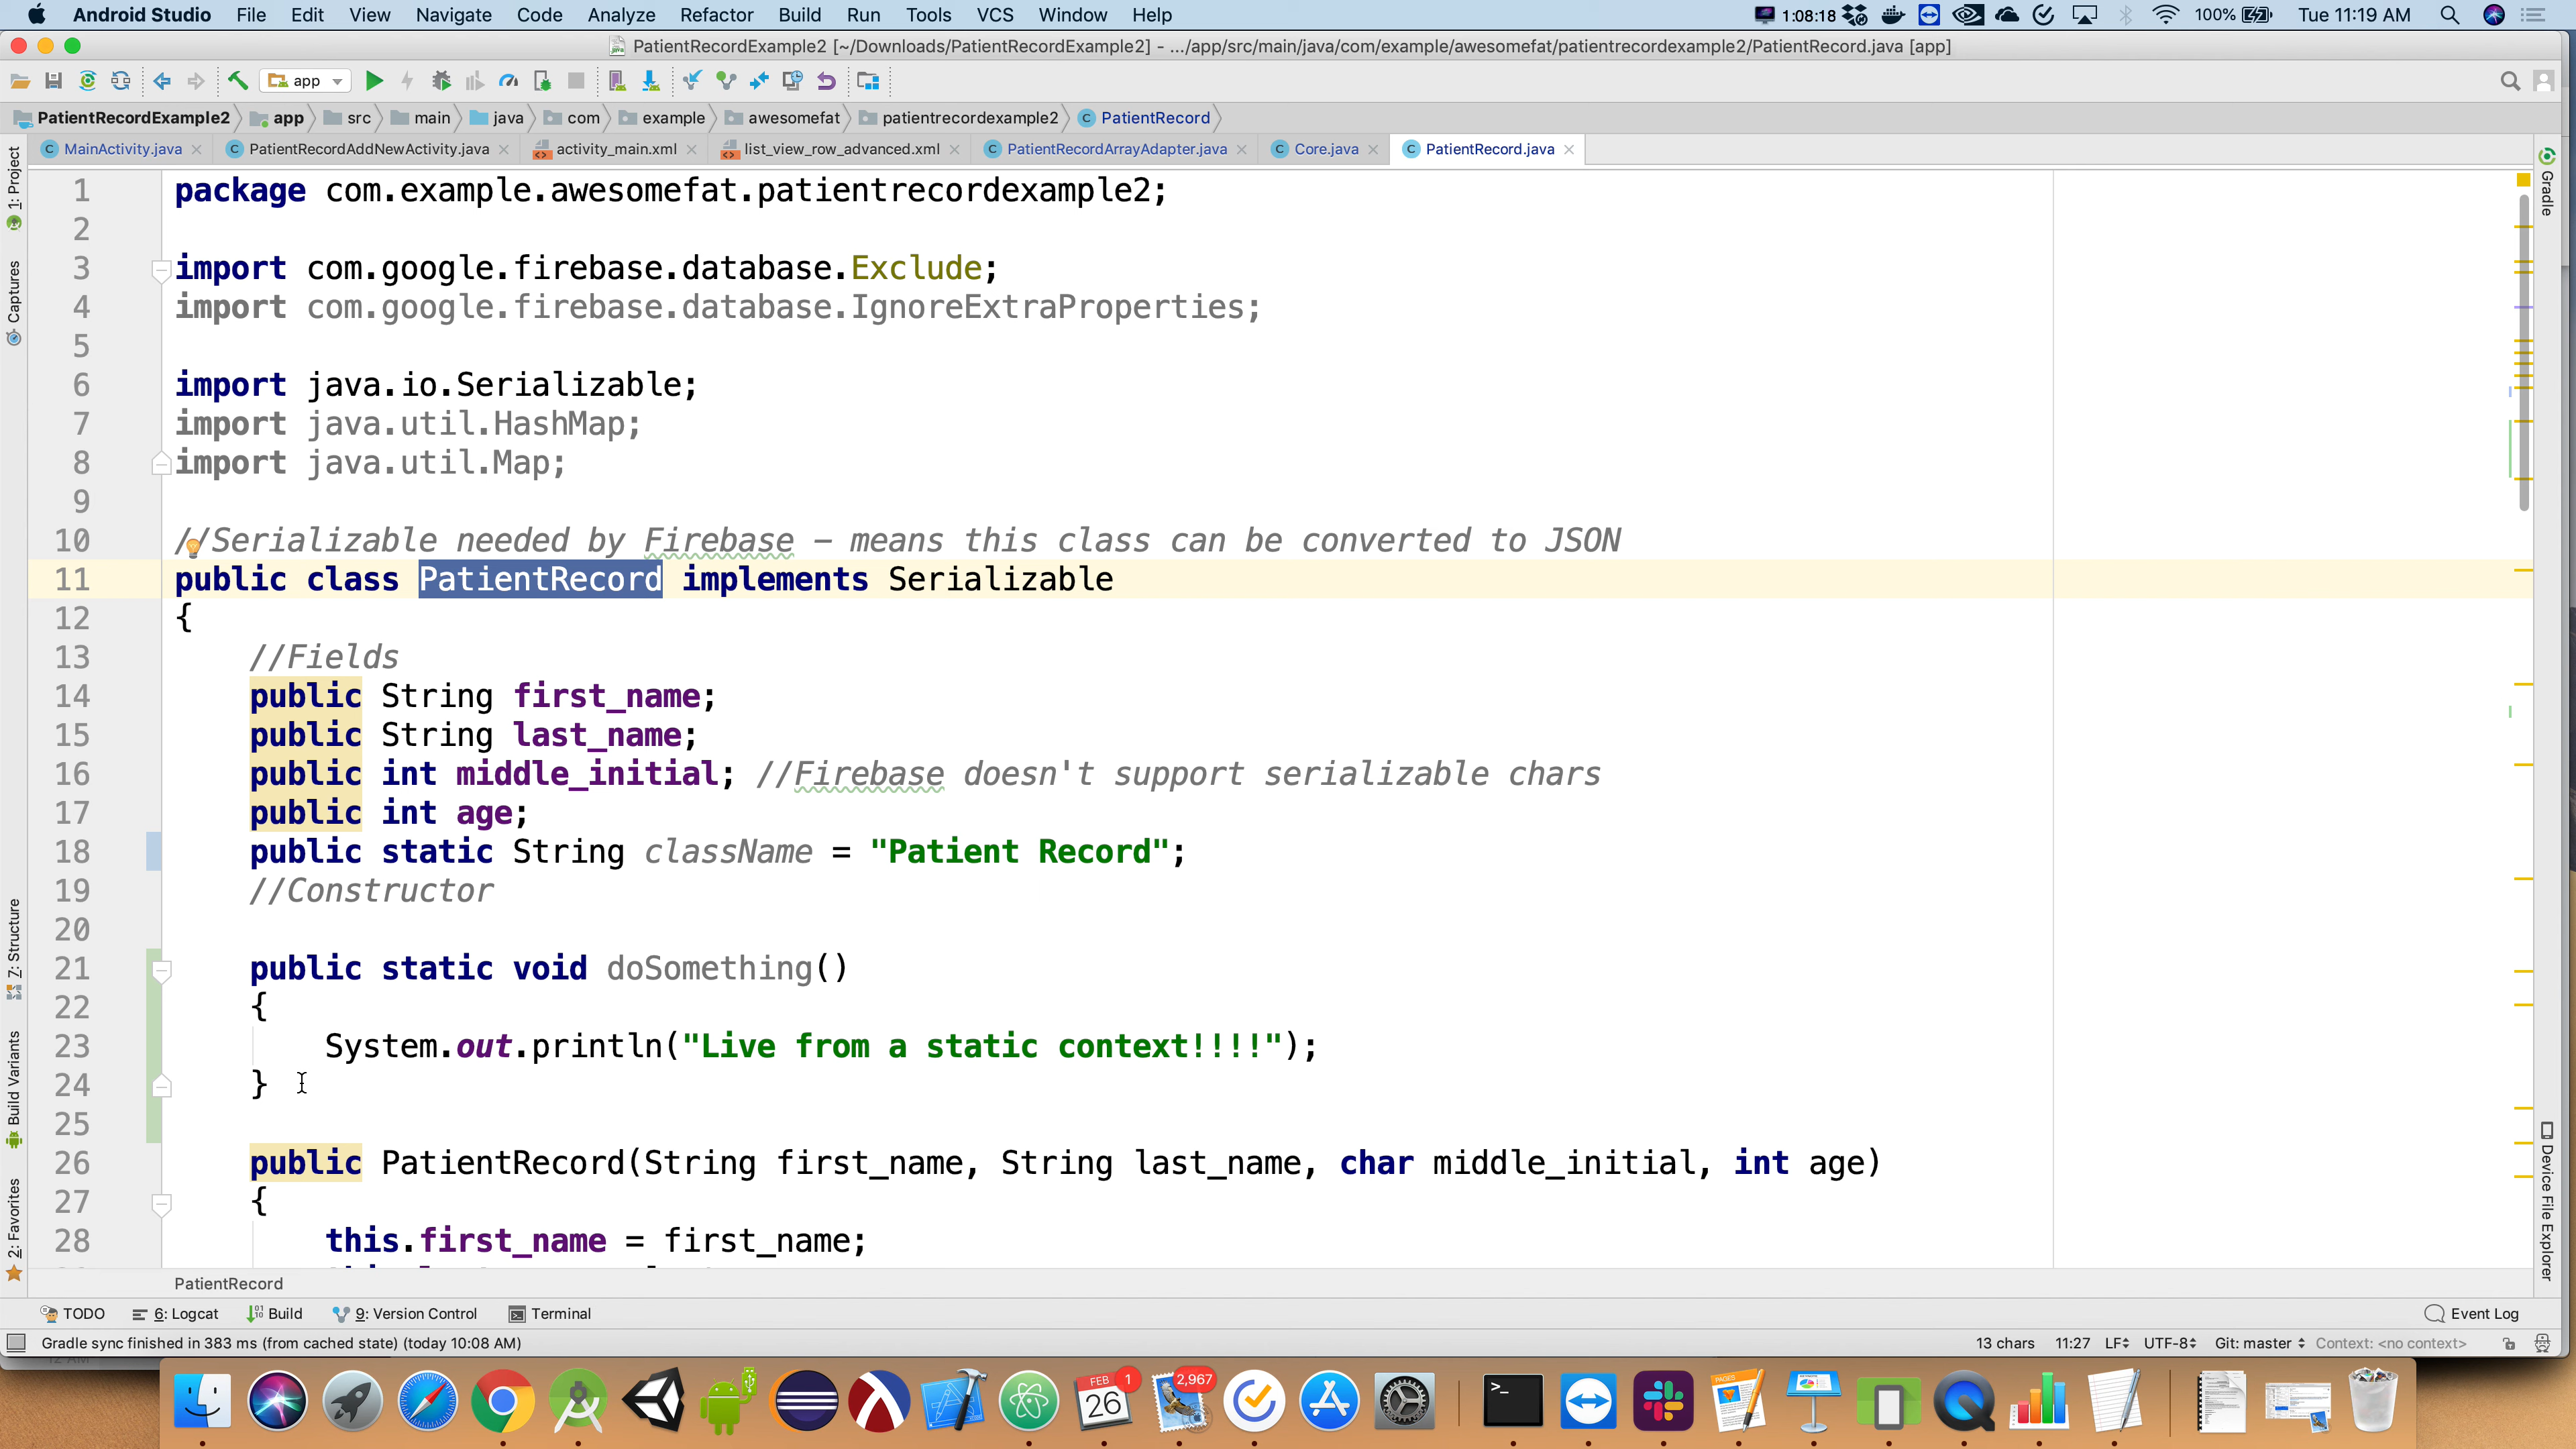 Android Studio File Edit View Navigate Code Analyze Refactor Build Run Tools VCS Window Help 1:08:18 100% Tue 11:19 AM
PatientRecordExample2 [~/Downloads/PatientRecordExample2] - .../app/src/main/java/com/example/awesomefat/patientrecordexample2/PatientRecord.java [app]
app
PatientRecordExample2 app src main java com example awesomefat patientrecordexample2 PatientRecord
MainActivity.java PatientRecordAddNewActivity.java activity_main.xml list_view_row_advanced.xml PatientRecordArrayAdapter.java Core.java PatientRecord.java
1: Project
Captures
7: Structure
Build Variants
2: Favorites
Gradle
Device File Explorer
1 package com.example.awesomefat.patientrecordexample2;
2
3 import com.google.firebase.database.Exclude;
4 import com.google.firebase.database.IgnoreExtraProperties;
5
6 import java.io.Serializable;
7 import java.util.HashMap;
8 import java.util.Map;
9
10 //Serializable needed by Firebase – means this class can be converted to JSON
11 public class PatientRecord implements Serializable
12 {
13 //Fields
14 public String first_name;
15 public String last_name;
16 public int middle_initial; //Firebase doesn't support serializable chars
17 public int age;
18 public static String className = "Patient Record";
19 //Constructor
20
21 public static void doSomething()
22 {
23 System.out.println("Live from a static context!!!!");
24 }
25
26 public PatientRecord(String first_name, String last_name, char middle_initial, int age)
27 {
28 this.first_name = first_name;
PatientRecord
TODO 6: Logcat Build 9: Version Control Terminal Event Log
Gradle sync finished in 383 ms (from cached state) (today 10:08 AM) 13 chars 11:27 LF UTF-8 Git: master Context: <no context>
12 AM
FEB 26 1 2,967 PAGES